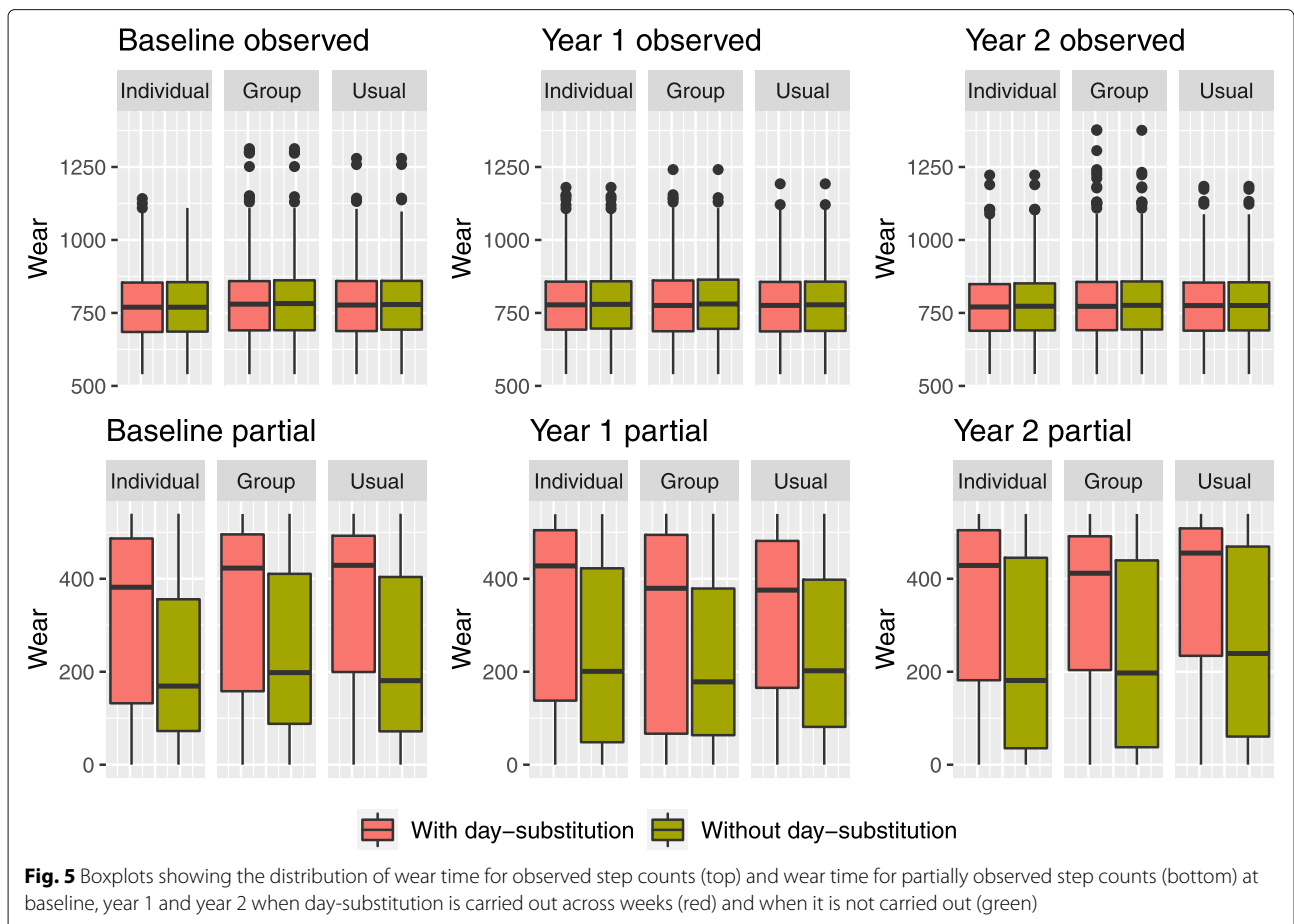 Baseline observed
Year 1 observed
Year 2 observed
Individual Group Usual
Individual Group Usual
Individual Group Usual
Wear
1250
1000
750
500
Wear
1250
1000
750
500
Wear
1250
1000
750
500
Baseline partial
Year 1 partial
Year 2 partial
Individual Group Usual
Individual Group Usual
Individual Group Usual
Wear
400
200
0
Wear
400
200
0
Wear
400
200
0
With day−substitution Without day−substitution
Fig. 5 Boxplots showing the distribution of wear time for observed step counts (top) and wear time for partially observed step counts (bottom) at
baseline, year 1 and year 2 when day-substitution is carried out across weeks (red) and when it is not carried out (green)